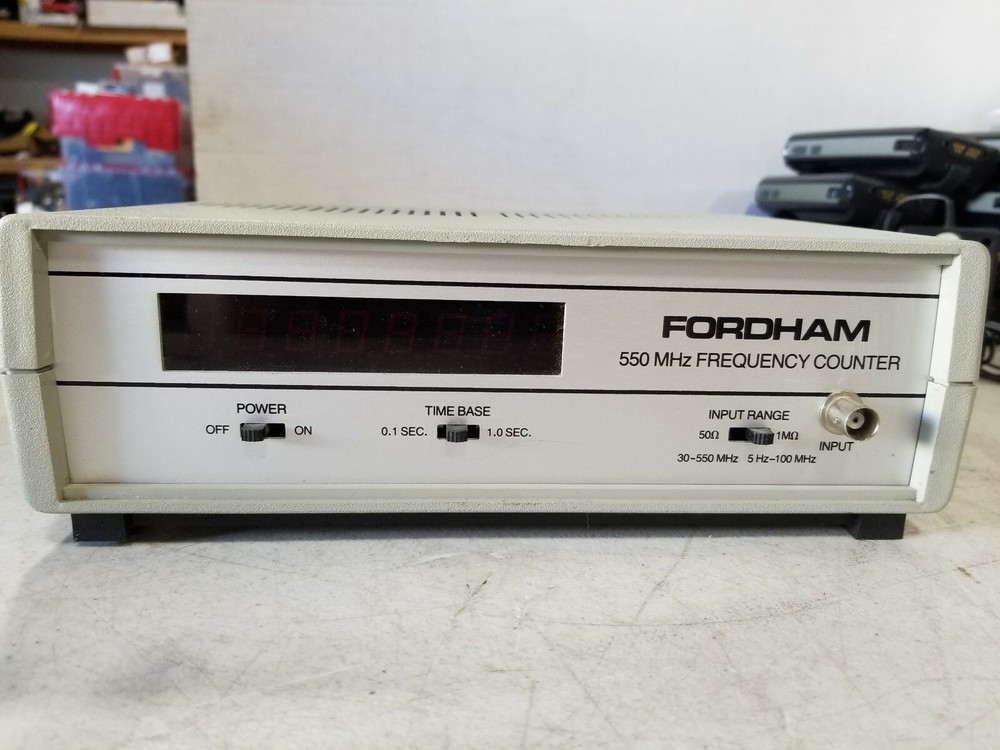 FORDHAM
550 MHz FREQUENCY COUNTER
POWER
OFF ON
TIME BASE
0.1 SEC. 1.0 SEC.
INPUT RANGE
50Ω 1MΩ
30-550 MHz 5 Hz-100 MHz
INPUT